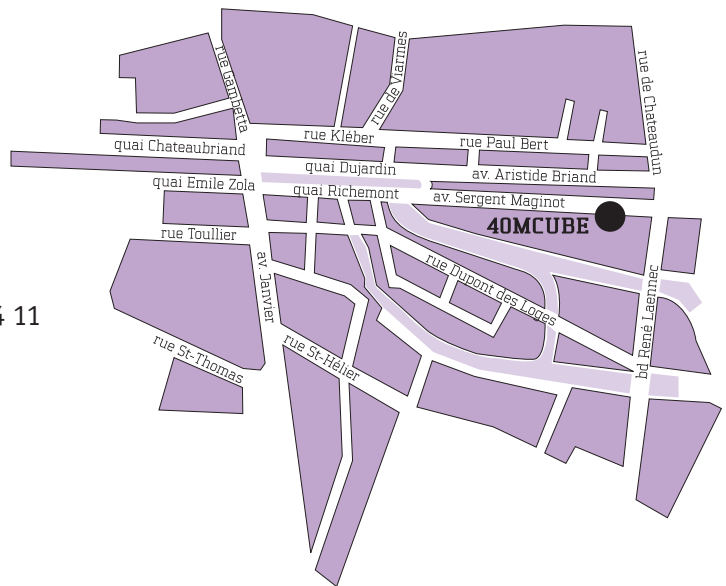 rue Gambetta
rue de Viarmes
rue de Chateaudun
rue Kléber
rue Paul Bert
quai Chateaubriand
quai Dujardin
av. Aristide Briand
quai Emile Zola
quai Richemont
av. Sergent Maginot
40MCUBE
rue Toullier
av. Janvier
rue Dupont des Loges
bd René Laennec
4 11
rue St-Thomas
rue St-Hélier